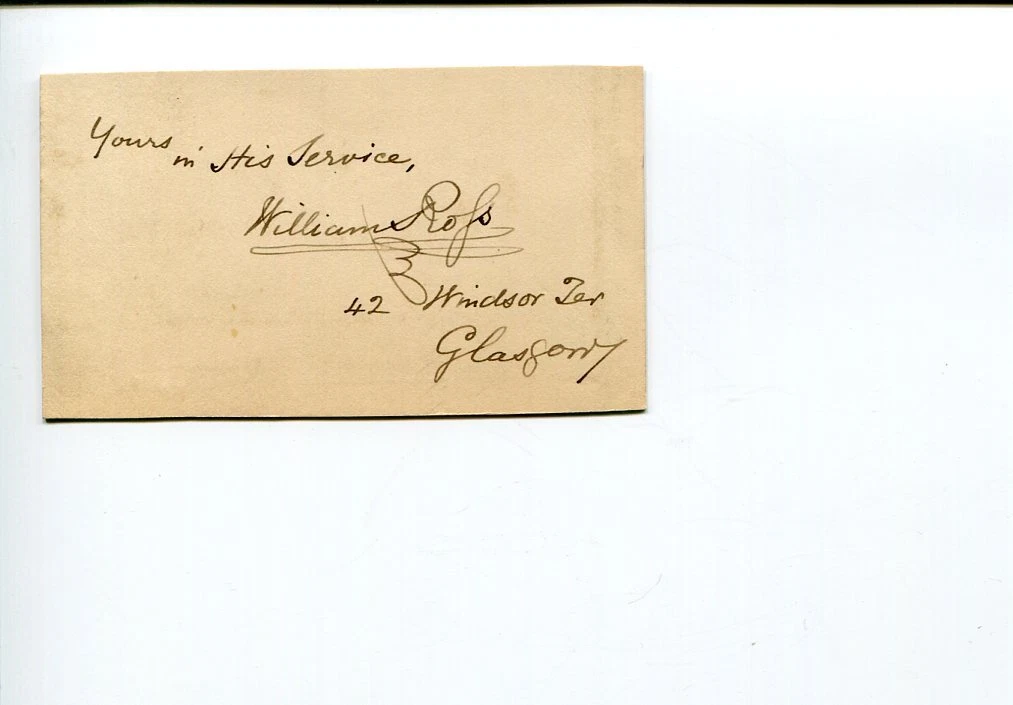 Yours in His Service,
William Ross
42 Windsor Ter
Glasgow